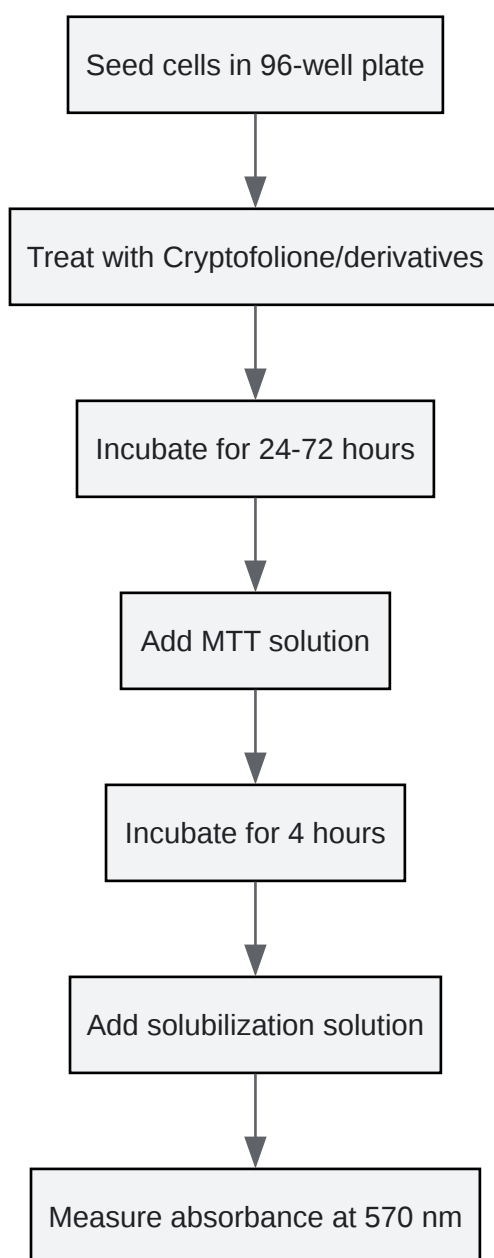 Seed cells in 96-well plate
Treat with Cryptofolione/derivatives
Incubate for 24-72 hours
Add MTT solution
Incubate for 4 hours
Add solubilization solution
Measure absorbance at 570 nm